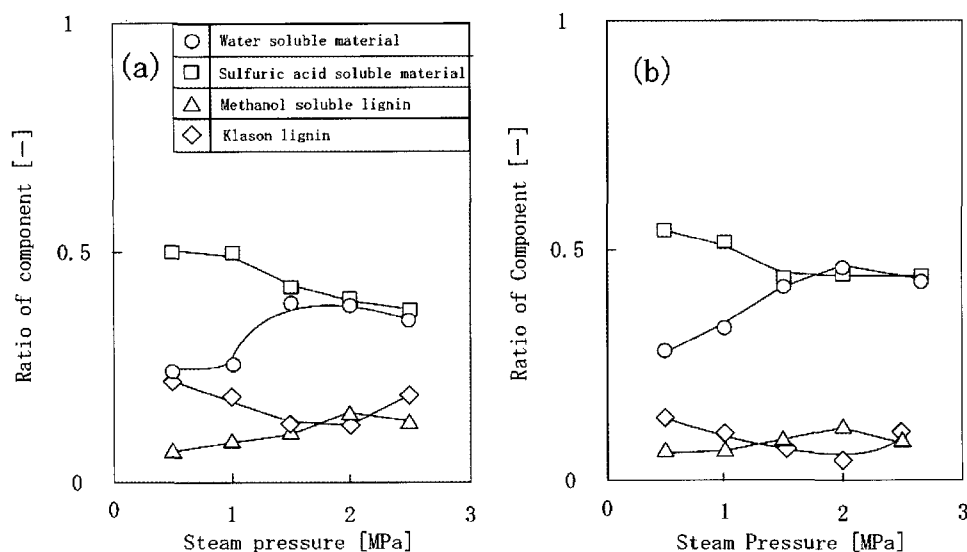 1
(a)
Water soluble material
Sulfuric acid soluble material
Methanol soluble lignin
Klason lignin
Ratio of component [—]
0.5
0
0 1 2 3
Steam pressure [MPa]
1
(b)
Ratio of Component [—]
0.5
0
0 1 2 3
Steam Pressure [MPa]